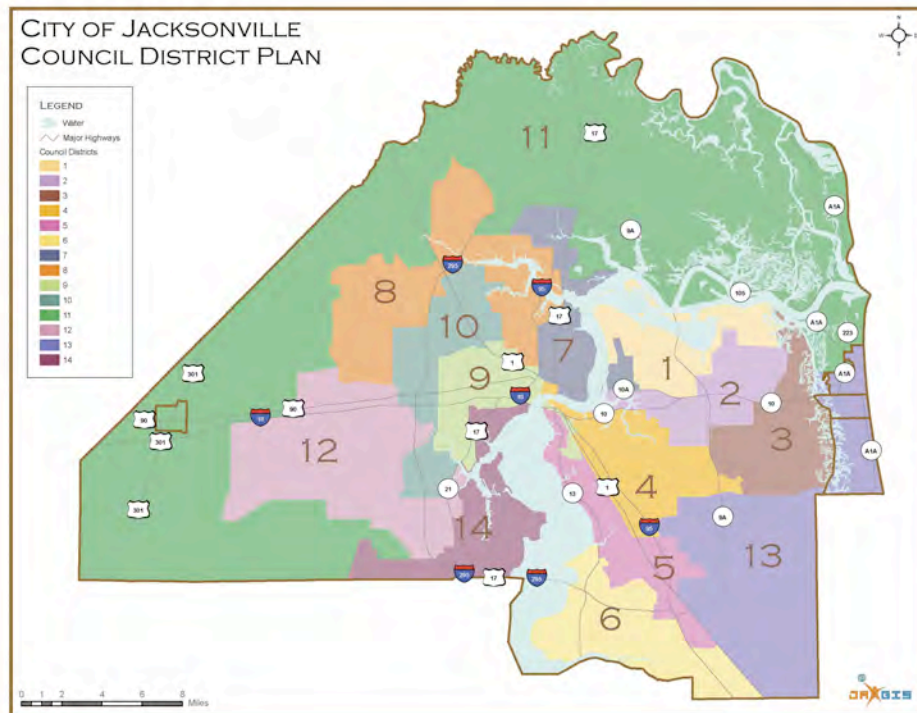 CITY OF JACKSONVILLE
COUNCIL DISTRICT PLAN
N
W
E
S
LEGEND
Water
Major Highways
Council Districts
1
2
3
4
5
6
7
8
9
10
11
12
13
14
11
17
A1A
9A
295
8
95
105
17
10
A1A
223
7
1
1
A1A
301
9
10A
2
90
10
10
90
10
3
301
12
17
A1A
21
13
1
4
301
9A
14
95
13
5
295
17
295
6
0 1 2 4 6 8
Miles
JAXGIS